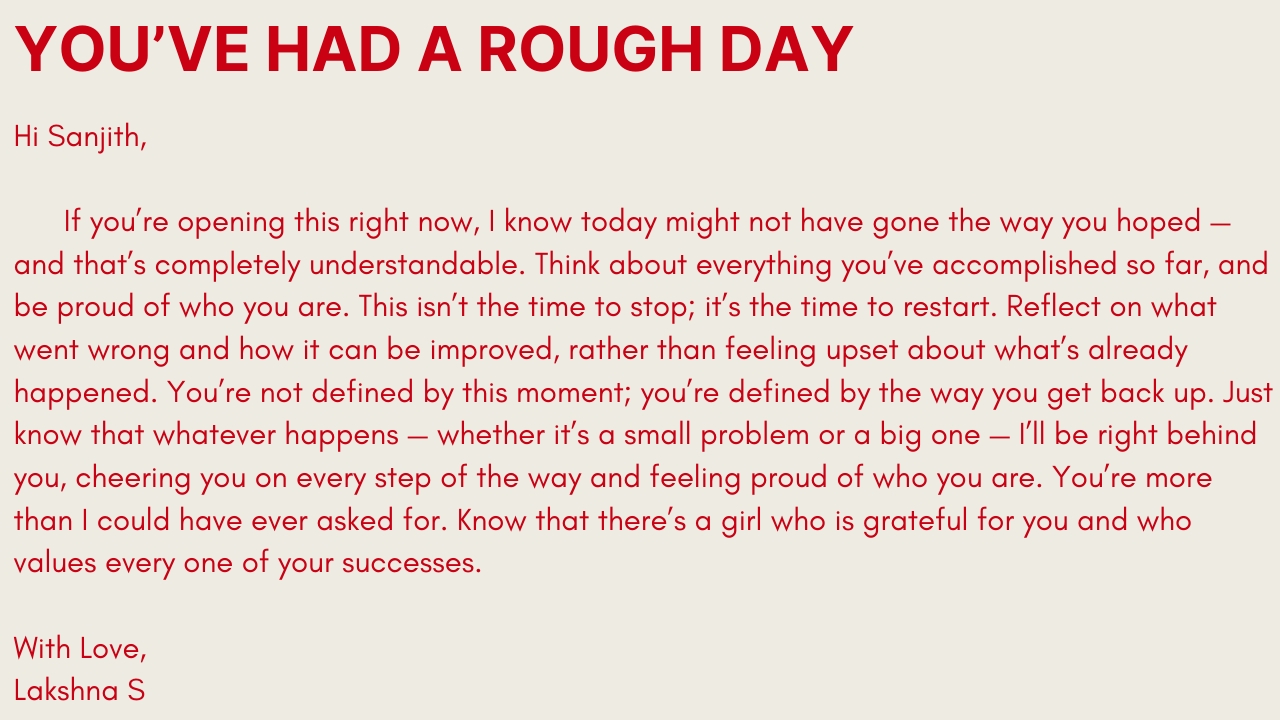 YOU’VE HAD A ROUGH DAY
Hi Sanjith,
If you’re opening this right now, I know today might not have gone the way you hoped —
and that’s completely understandable. Think about everything you’ve accomplished so far, and
be proud of who you are. This isn’t the time to stop; it’s the time to restart. Reflect on what
went wrong and how it can be improved, rather than feeling upset about what’s already
happened. You’re not defined by this moment; you’re defined by the way you get back up. Just
know that whatever happens — whether it’s a small problem or a big one — I’ll be right behind
you, cheering you on every step of the way and feeling proud of who you are. You’re more
than I could have ever asked for. Know that there’s a girl who is grateful for you and who
values every one of your successes.
With Love,
Lakshna S